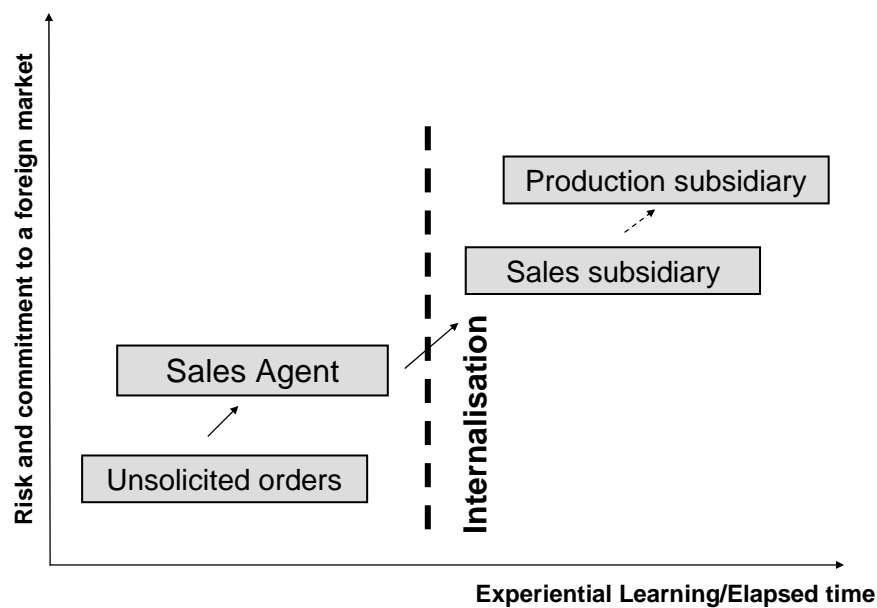 Risk and commitment to a foreign market
Production subsidiary
Sales subsidiary
Internalisation
Sales Agent
Unsolicited orders
Experiential Learning/Elapsed time